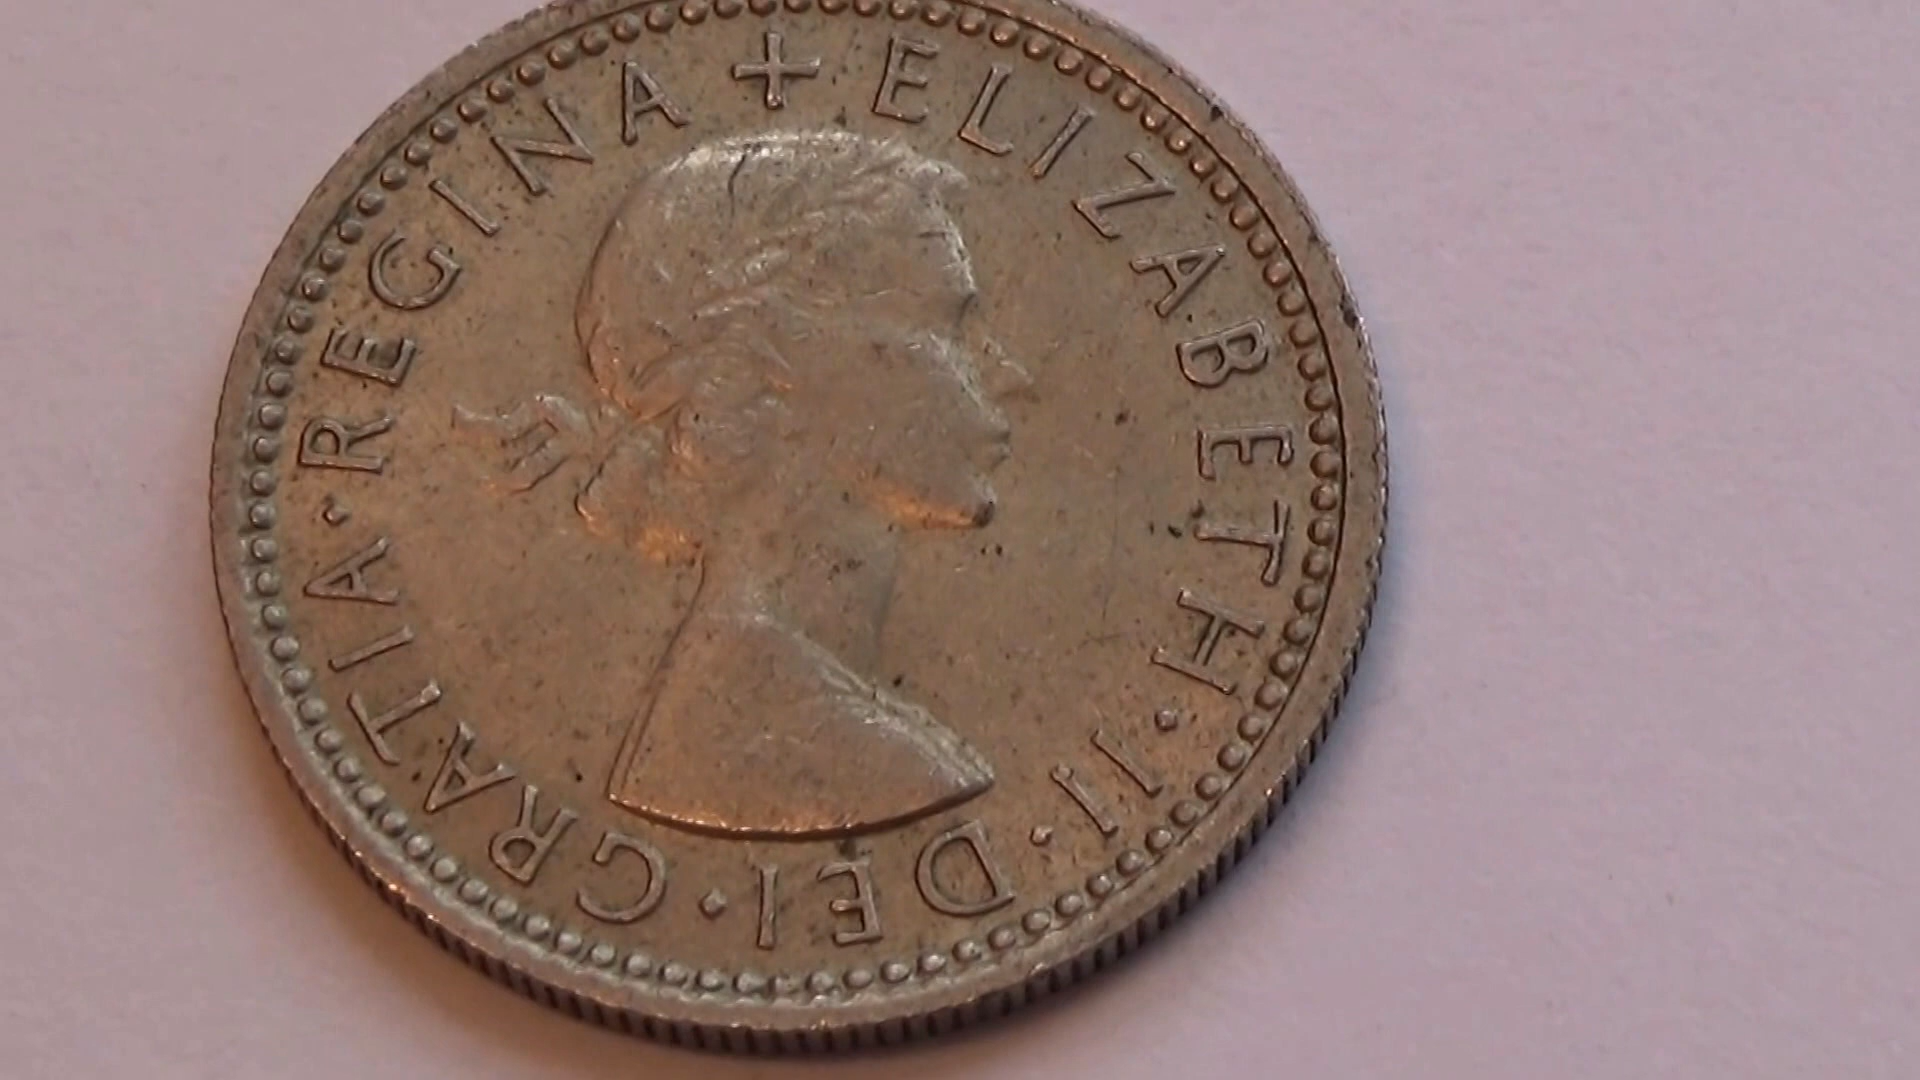 + ELIZABETH · II · DEI · GRATIA · REGINA